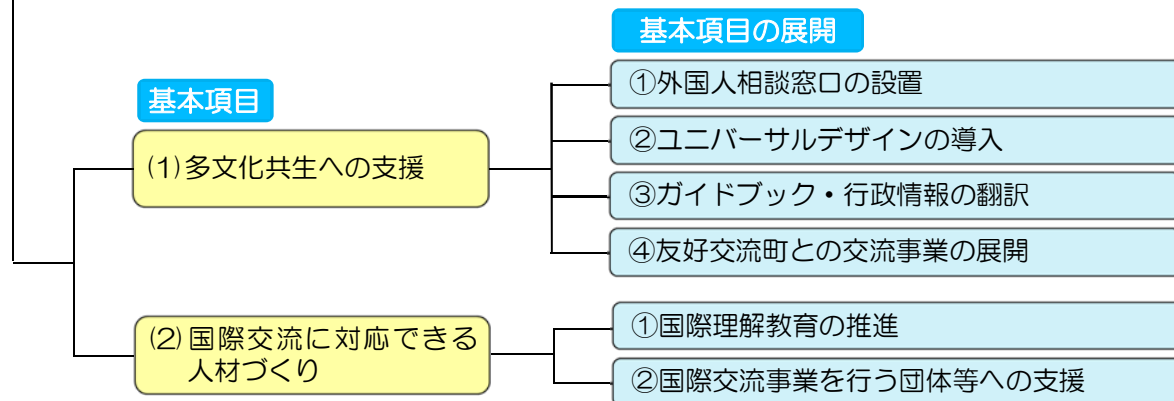 基本項目の展開
基本項目
(1)多文化共生への支援
①外国人相談窓口の設置
②ユニバーサルデザインの導入
③ガイドブック・行政情報の翻訳
④友好交流町との交流事業の展開
(2)国際交流に対応できる
人材づくり
①国際理解教育の推進
②国際交流事業を行う団体等への支援